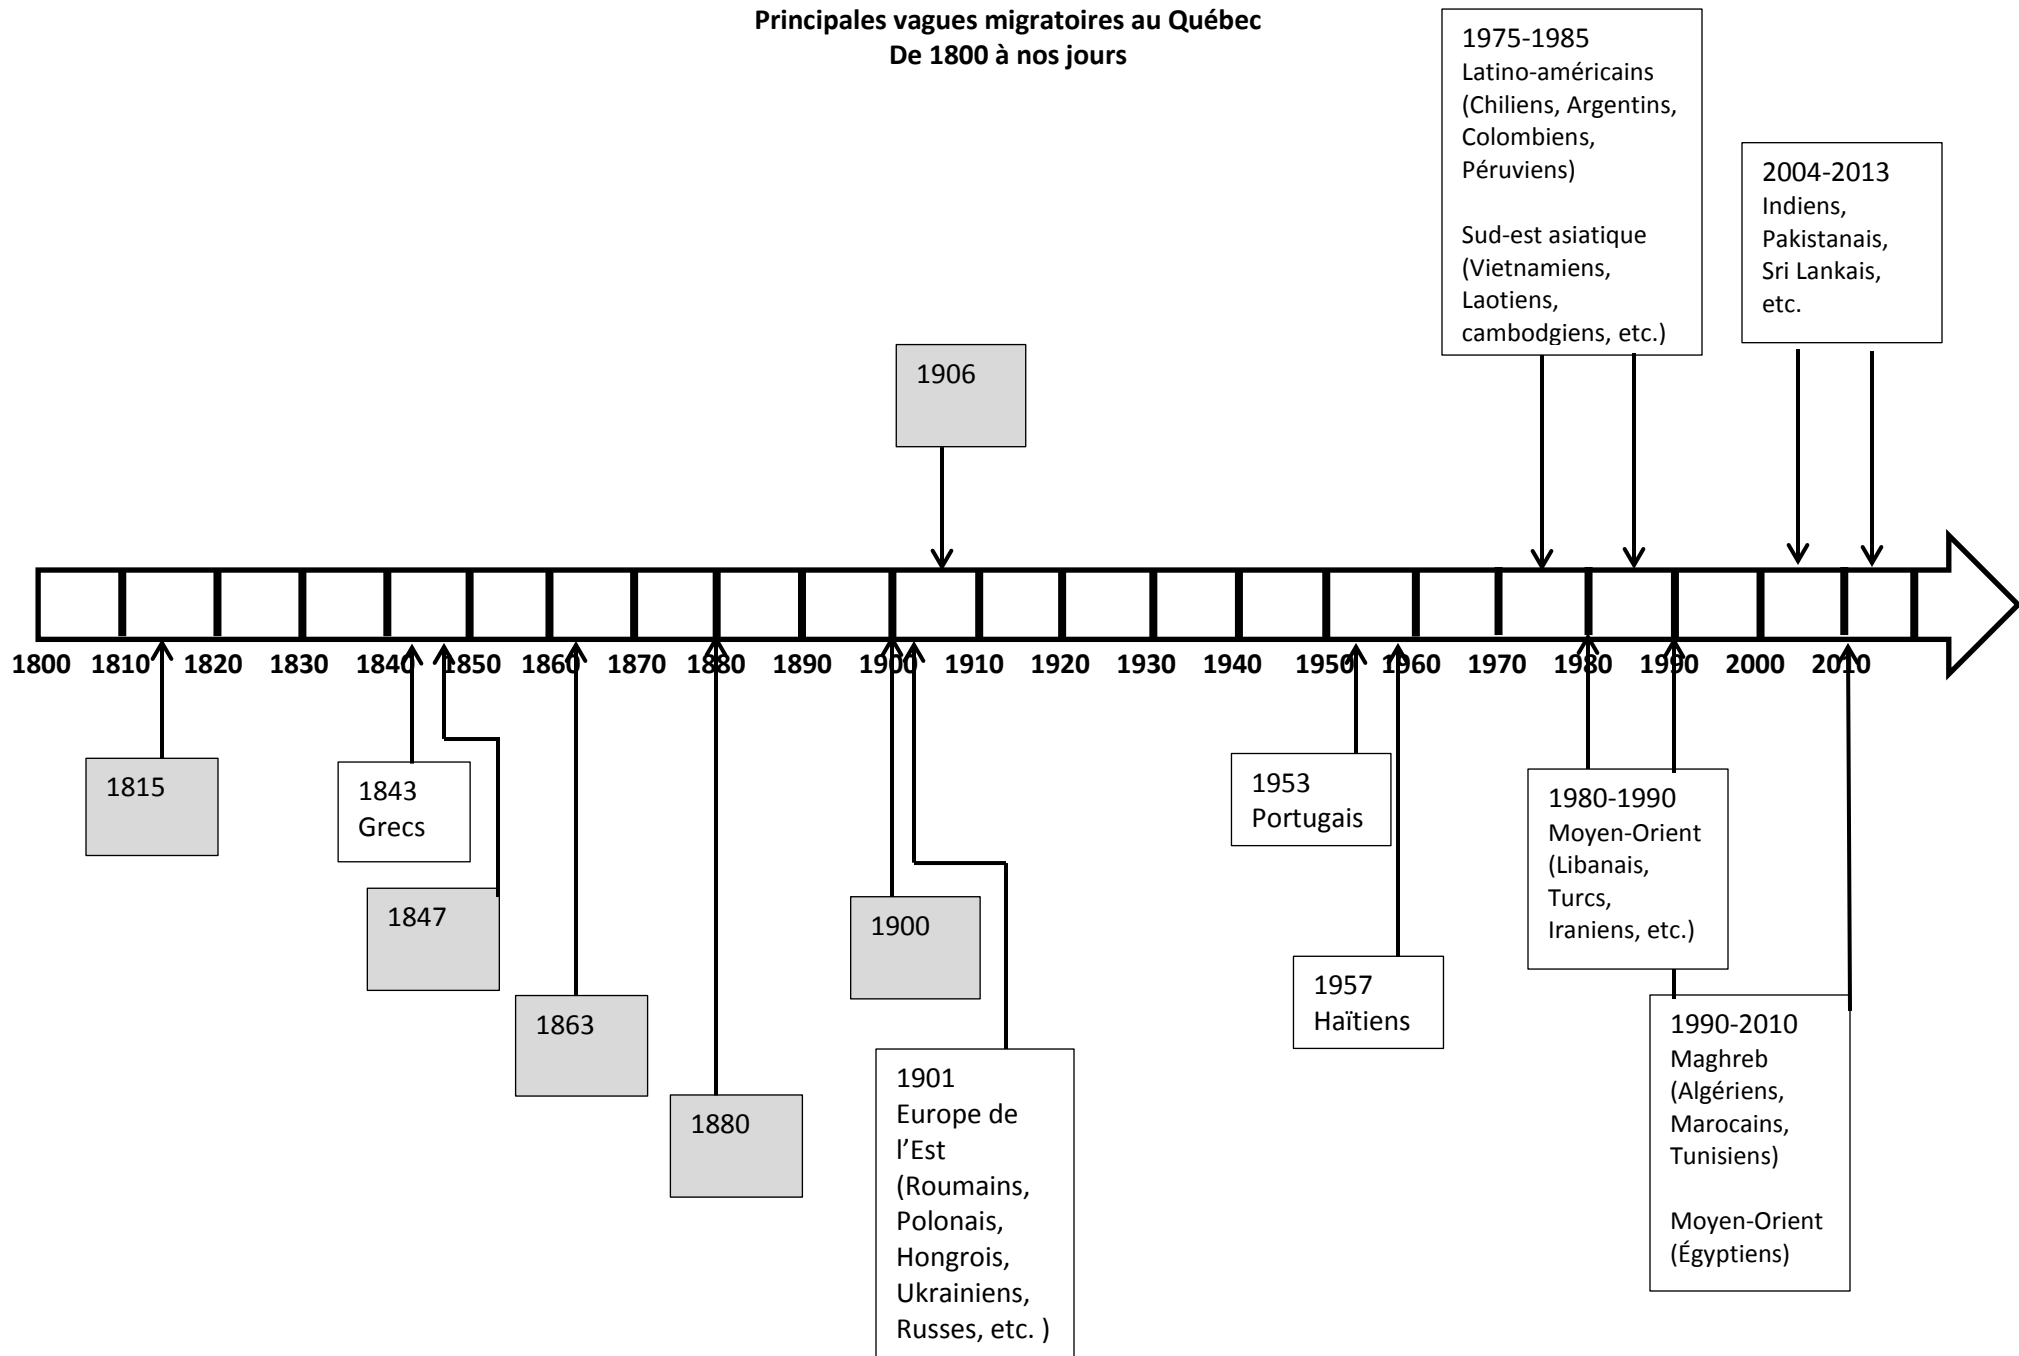 Principales vagues migratoires au Québec
De 1800 à nos jours
1975-1985
Latino-américains
(Chiliens, Argentins,
Colombiens,
Péruviens)
Sud-est asiatique
(Vietnamiens,
Laotiens,
cambodgiens, etc.)
2004-2013
Indiens,
Pakistanais,
Sri Lankais,
etc.
1906
1800 1810 1820 1830 1840 1850 1860 1870 1880 1890 1900 1910 1920 1930 1940 1950 1960 1970 1980 1990 2000 2010
1815
1843
Grecs
1847
1863
1880
1900
1901
Europe de
l’Est
(Roumains,
Polonais,
Hongrois,
Ukrainiens,
Russes, etc. )
1953
Portugais
1957
Haïtiens
1980-1990
Moyen-Orient
(Libanais,
Turcs,
Iraniens, etc.)
1990-2010
Maghreb
(Algériens,
Marocains,
Tunisiens)
Moyen-Orient
(Égyptiens)